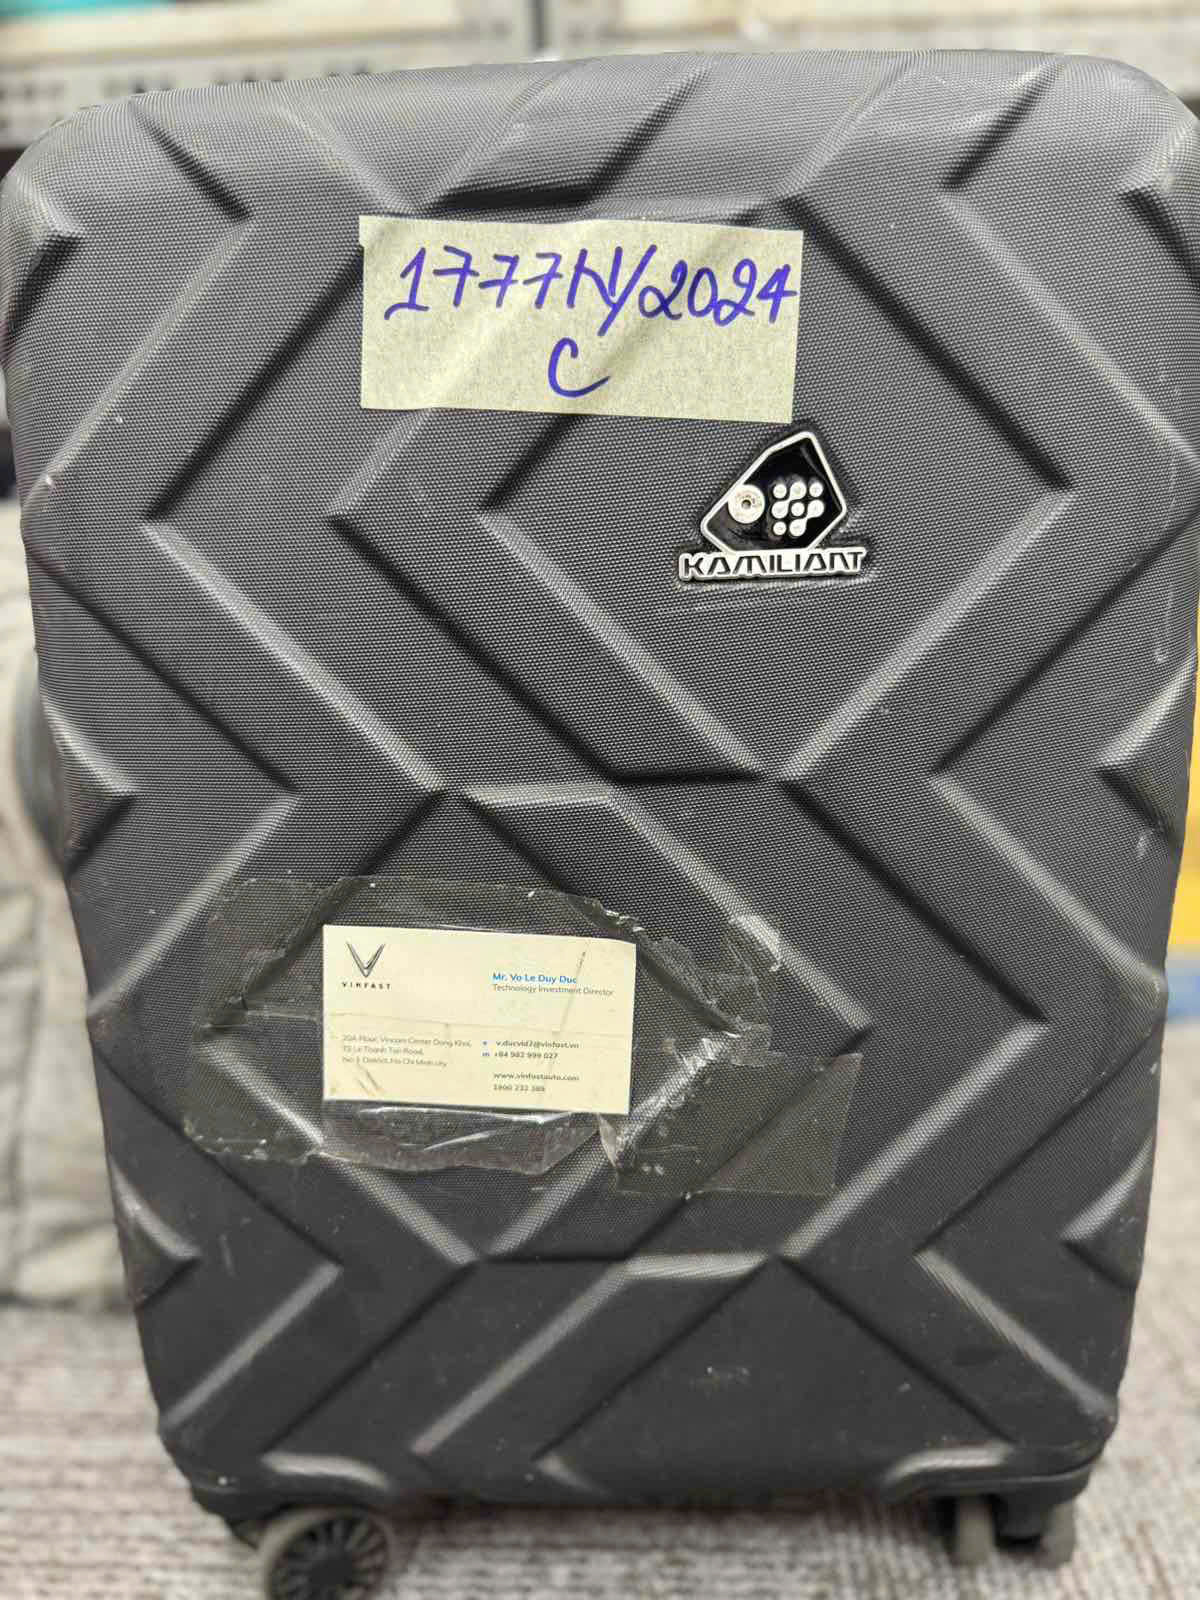 1777N/2024
C
KAMILIANT
VINFAST
Mr. Vo Le Duy Duc
Technology Investment Director
20A Floor, Vincom Center Dong Khoi,
72 Le Thanh Ton Road,
No 1 District, Ho Chi Minh city
e v.ducvld2@vinfast.vn
m +84 982 999 027
www.vinfastauto.com
1900 232 389